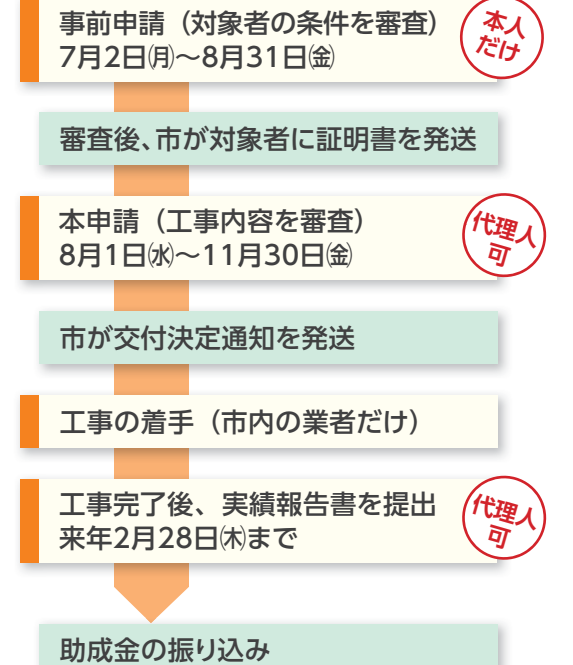 事前申請（対象者の条件を審査）
7月2日㈪～8月31日㈮
本人
だけ
審査後、市が対象者に証明書を発送
本申請（工事内容を審査）
8月1日㈬～11月30日㈮
代理人
可
市が交付決定通知を発送
工事の着手（市内の業者だけ）
工事完了後、実績報告書を提出
来年2月28日㈭まで
代理人
可
助成金の振り込み